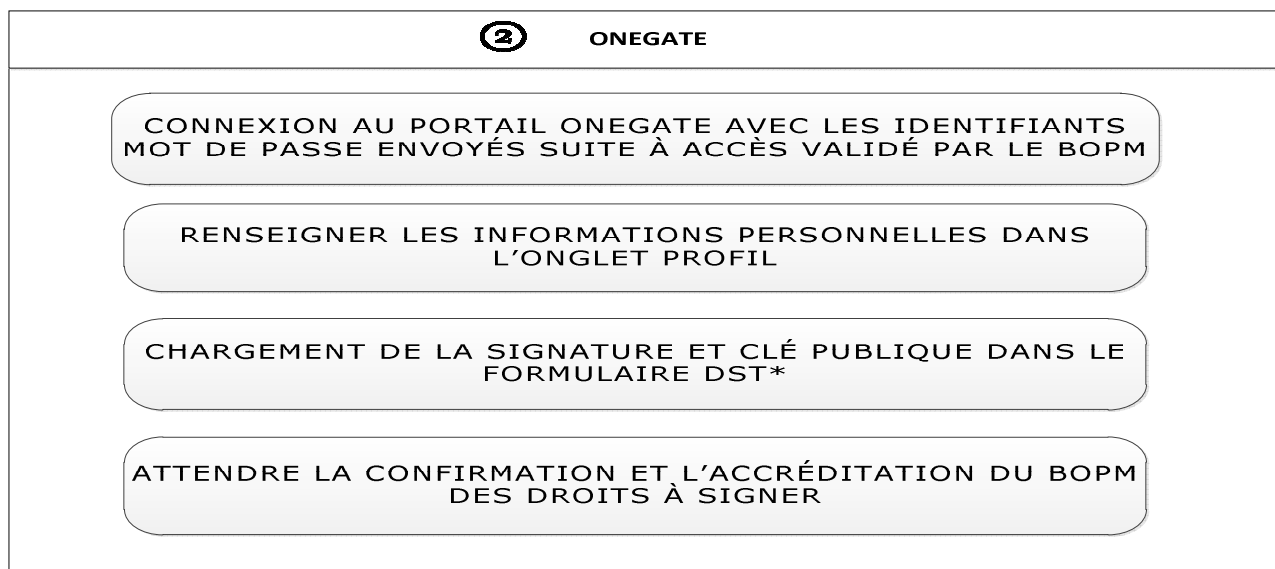 ② ONEGATE
CONNEXION AU PORTAIL ONEGATE AVEC LES IDENTIFIANTS
MOT DE PASSE ENVOYÉS SUITE À ACCÈS VALIDÉ PAR LE BOPM
RENSEIGNER LES INFORMATIONS PERSONNELLES DANS
L’ONGLET PROFIL
CHARGEMENT DE LA SIGNATURE ET CLÉ PUBLIQUE DANS LE
FORMULAIRE DST*
ATTENDRE LA CONFIRMATION ET L’ACCRÉDITATION DU BOPM
DES DROITS À SIGNER